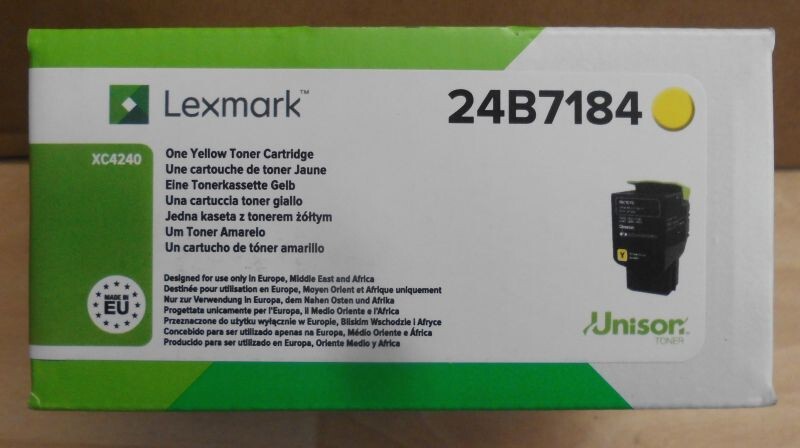 Lexmark™
24B7184
XC4240
One Yellow Toner Cartridge
Une cartouche de toner Jaune
Eine Tonerkassette Gelb
Una cartuccia toner giallo
Jedna kaseta z tonerem żółtym
Um Toner Amarelo
Un cartucho de tóner amarillo
Designed for use only in Europe, Middle East and Africa
Destinée pour utilisation en Europe, Moyen Orient et Afrique uniquement
Nur zur Verwendung in Europa, dem Nahen Osten und Afrika
Progettata unicamente per l'Europa, il Medio Oriente e l'Africa
Przeznaczone do użytku wyłącznie w Europie, Bliskim Wschodzie i Afryce
Concebido para ser utilizado apenas na Europa, Médio Oriente e África
Producido para ser utilizado en Europa, Oriente Medio y Africa
MADE IN
EU
Unison
Y
Unison™
TONER